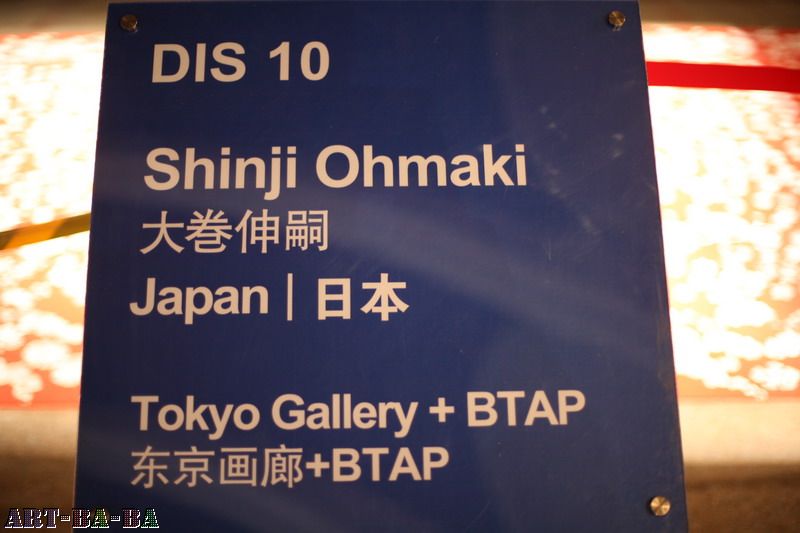 DIS 10
Shinji Ohmaki
大巻伸嗣
Japan | 日本
Tokyo Gallery + BTAP
东京画廊+BTAP
ART-BA-BA